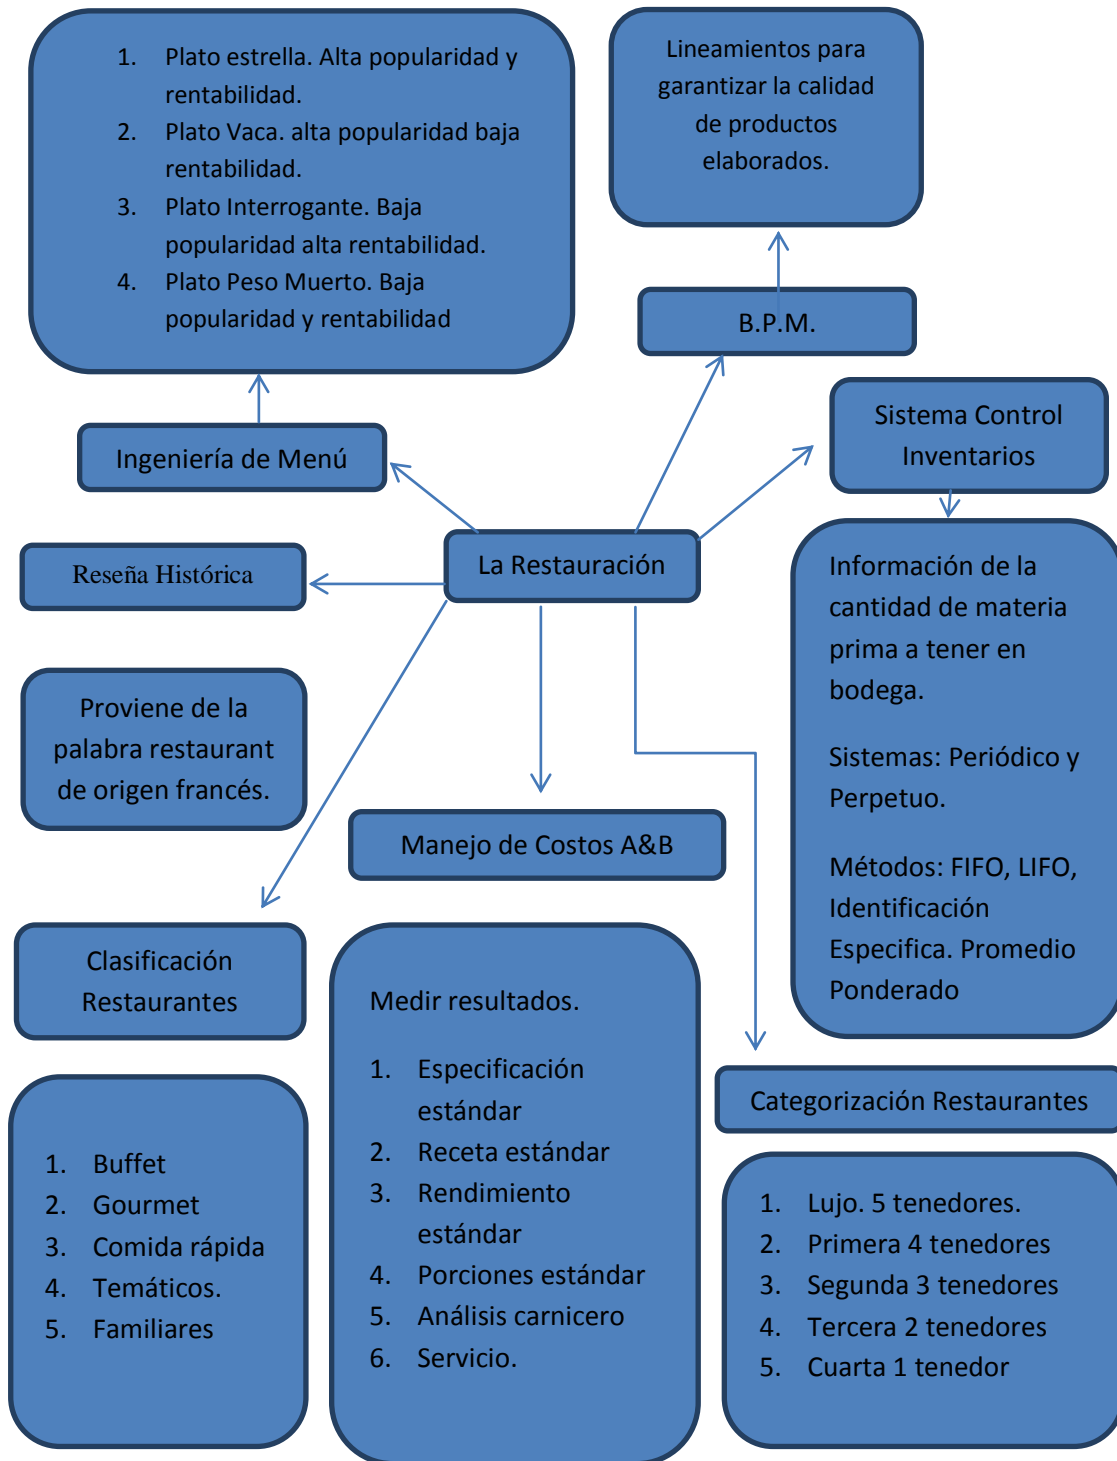 1. Plato estrella. Alta popularidad y
rentabilidad.
2. Plato Vaca. alta popularidad baja
rentabilidad.
3. Plato Interrogante. Baja
popularidad alta rentabilidad.
4. Plato Peso Muerto. Baja
popularidad y rentabilidad
Lineamientos para
garantizar la calidad
de productos
elaborados.
B.P.M.
Ingeniería de Menú
Sistema Control
Inventarios
La Restauración
Reseña Histórica
Información de la
cantidad de materia
prima a tener en
bodega.
Sistemas: Periódico y
Perpetuo.
Métodos: FIFO, LIFO,
Identificación
Especifica. Promedio
Ponderado
Proviene de la
palabra restaurant
de origen francés.
Manejo de Costos A&B
Clasificación
Restaurantes
Medir resultados.
1. Especificación
estándar
2. Receta estándar
3. Rendimiento
estándar
4. Porciones estándar
5. Análisis carnicero
6. Servicio.
Categorización Restaurantes
1. Buffet
2. Gourmet
3. Comida rápida
4. Temáticos.
5. Familiares
1. Lujo. 5 tenedores.
2. Primera 4 tenedores
3. Segunda 3 tenedores
4. Tercera 2 tenedores
5. Cuarta 1 tenedor